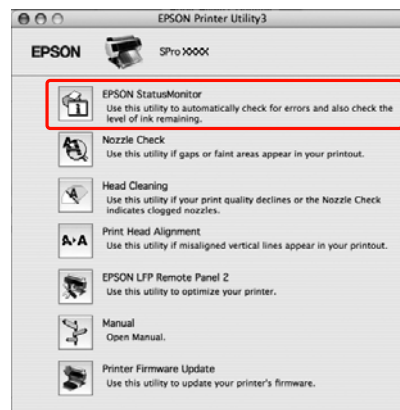 EPSON Printer Utility3
EPSON
SPro XXXX
EPSON StatusMonitor
Use this utility to automatically check for errors and also check the
level of ink remaining.
Nozzle Check
Use this utility if gaps or faint areas appear in your printout.
Head Cleaning
Use this utility if your print quality declines or the Nozzle Check
indicates clogged nozzles.
A▸A
Print Head Alignment
Use this utility if misaligned vertical lines appear in your printout.
EPSON LFP Remote Panel 2
Use this utility to optimize your printer.
Manual
Open Manual.
Printer Firmware Update
Use this utility to update your printer's firmware.